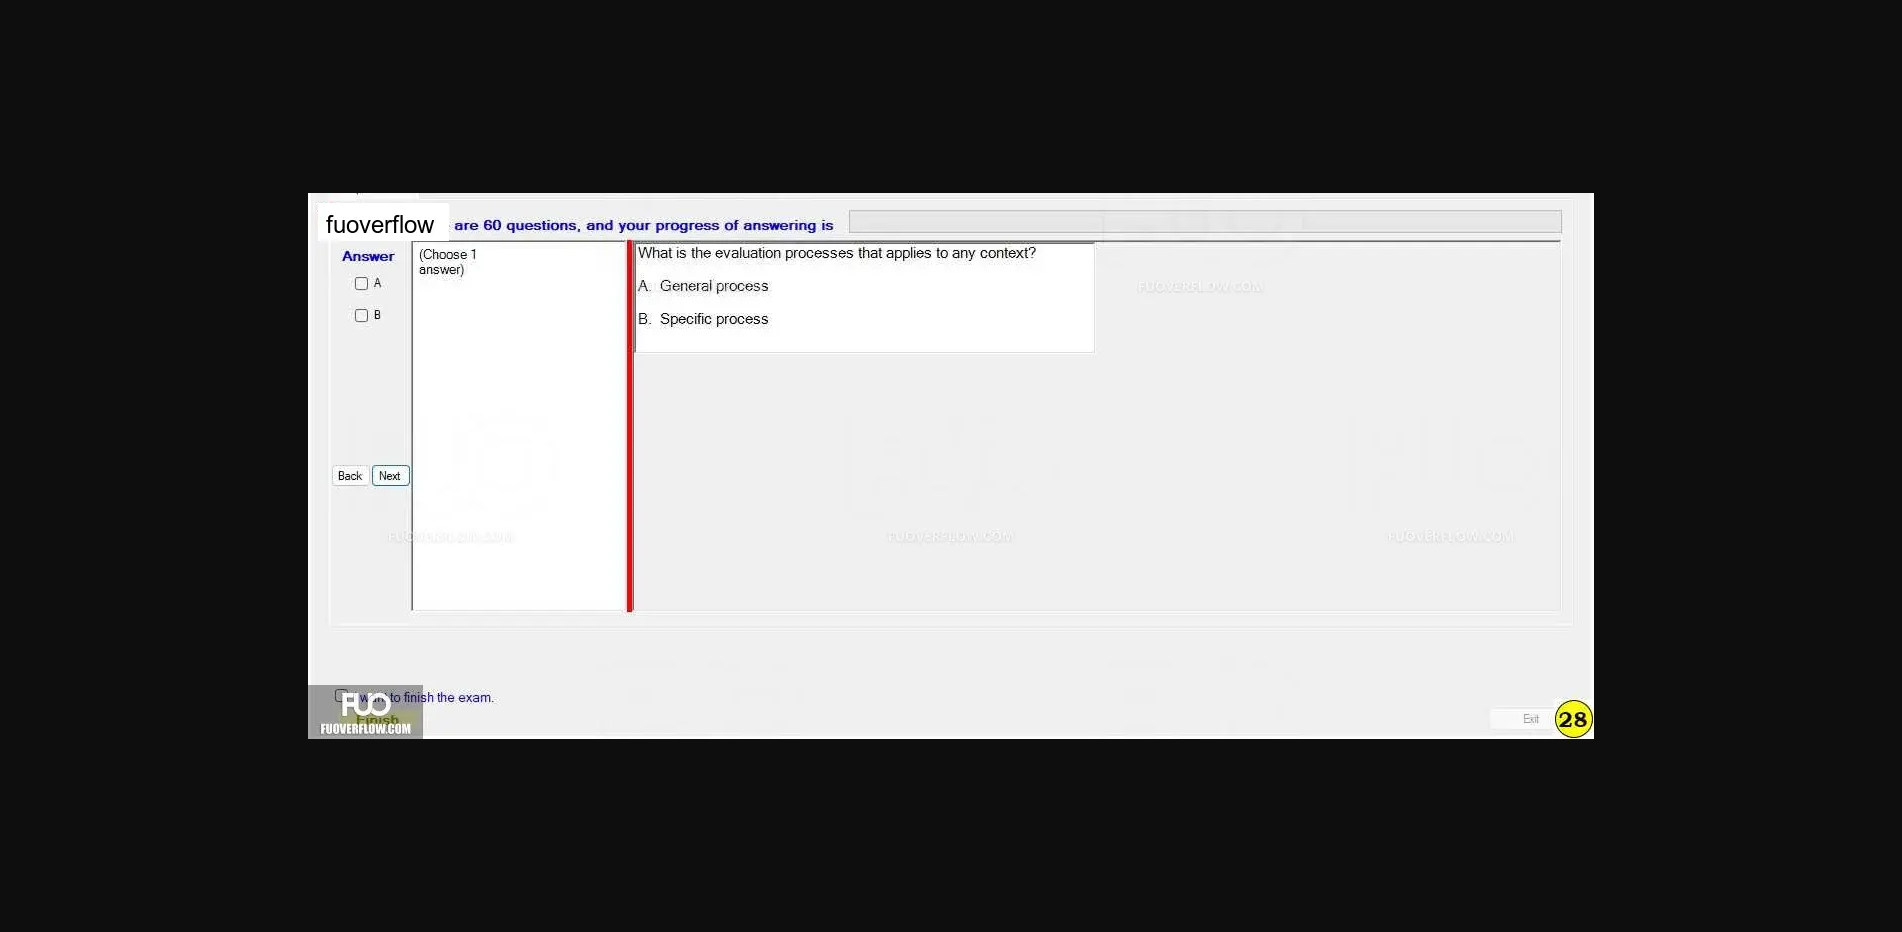 fuoverflow are 60 questions, and your progress of answering is
Answer
(Choose 1
answer)
A
B
What is the evaluation processes that applies to any context?
A. General process
B. Specific process
FUOVERFLOW.COM
Back Next
FUOVERFLOW.COM FUOVERFLOW.COM FUOVERFLOW.COM
want to finish the exam.
FUO
Finish
FUOVERFLOW.COM
Exit
28